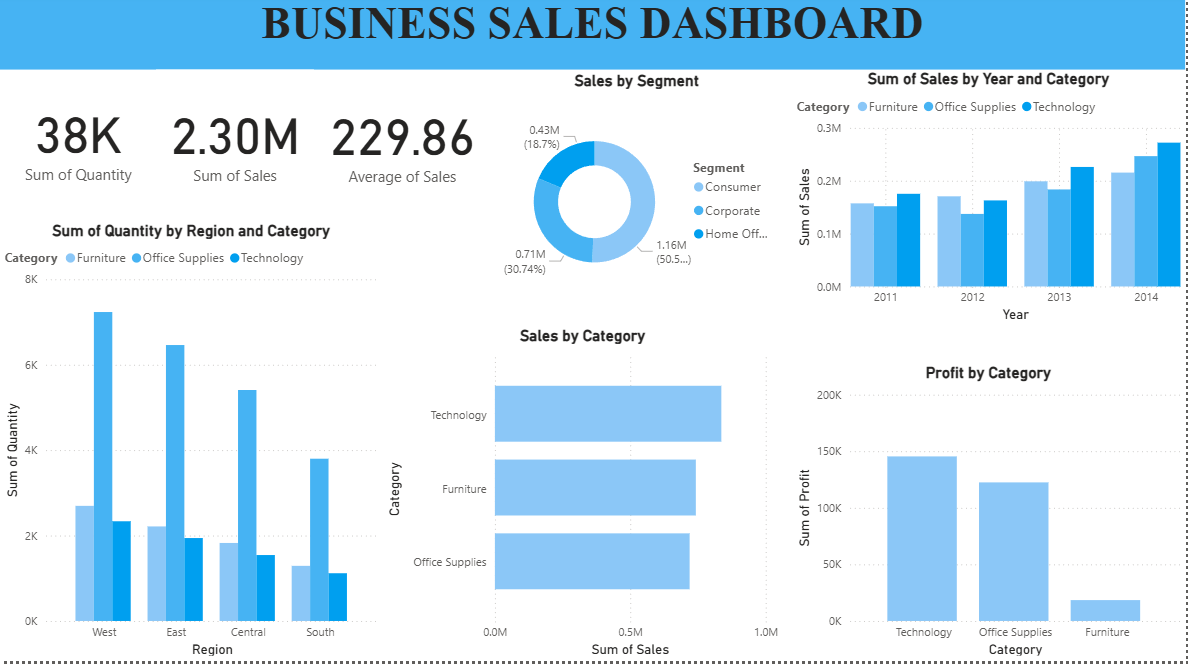 BUSINESS SALES DASHBOARD
38K
Sum of Quantity
2.30M
Sum of Sales
229.86
Average of Sales
Sales by Segment
0.43M
(18.7%)
0.71M
(30.74%)
1.16M
(50.5...)
Segment
Consumer
Corporate
Home Off...
Sum of Sales by Year and Category
Category Furniture Office Supplies Technology
Sum of Sales
0.3M
0.2M
0.1M
0.0M
2011 2012 2013 2014
Year
Sum of Quantity by Region and Category
Category Furniture Office Supplies Technology
Sum of Quantity
8K
6K
4K
2K
0K
West East Central South
Region
Sales by Category
Category
Technology
Furniture
Office Supplies
0.0M 0.5M 1.0M
Sum of Sales
Profit by Category
Sum of Profit
200K
150K
100K
50K
0K
Technology Office Supplies Furniture
Category